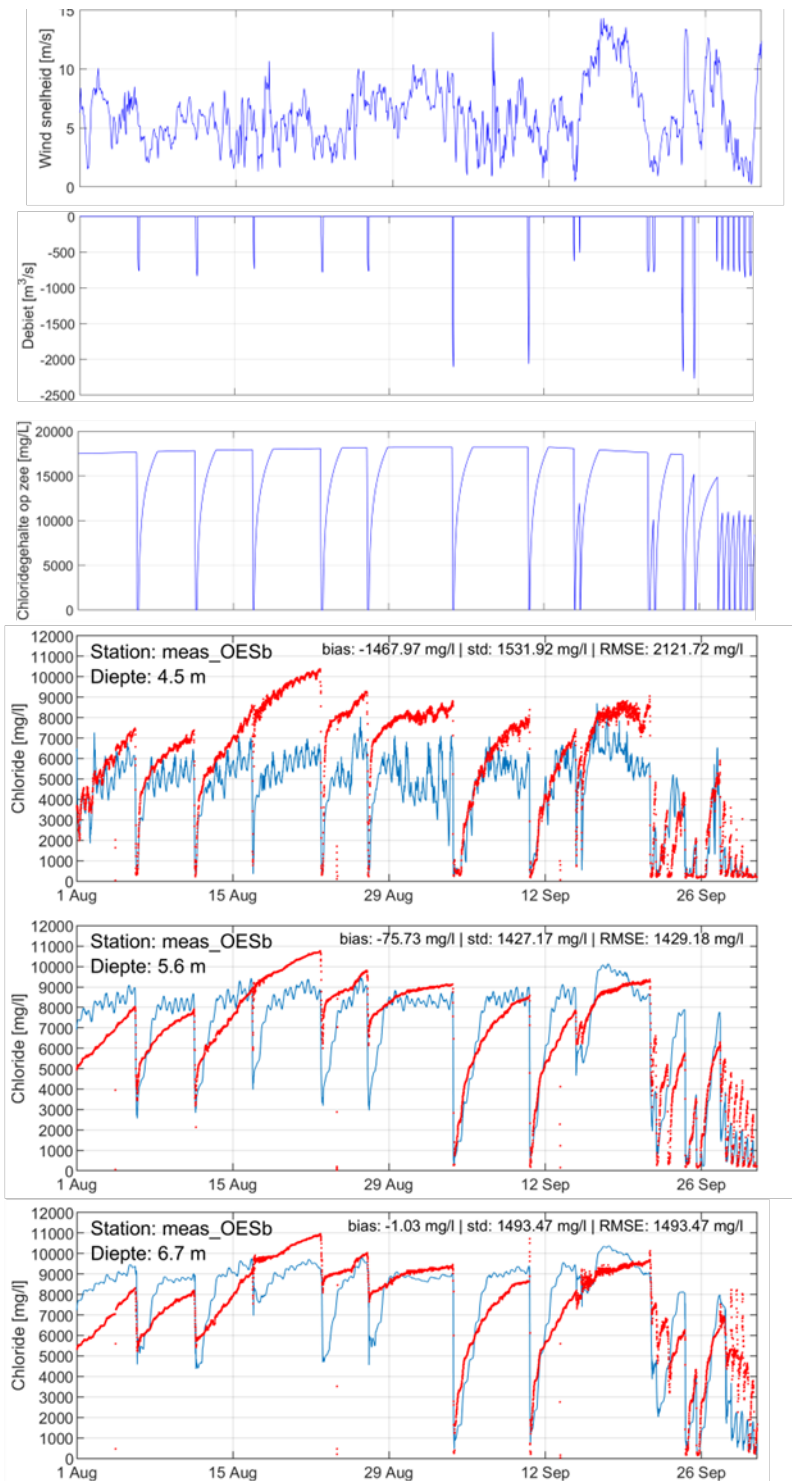 15
10
5
0
Wind snelheid [m/s]
0
-500
-1000
-1500
-2000
-2500
Debiet [m³/s]
20000
15000
10000
5000
0
Chloridegehalte op zee [mg/L]
12000
11000
10000
9000
8000
7000
6000
5000
4000
3000
2000
1000
0
Chloride [mg/l]
Station: meas_OESb
bias: -1467.97 mg/l | std: 1531.92 mg/l | RMSE: 2121.72 mg/l
Diepte: 4.5 m
1 Aug 15 Aug 29 Aug 12 Sep 26 Sep
12000
11000
10000
9000
8000
7000
6000
5000
4000
3000
2000
1000
0
Chloride [mg/l]
Station: meas_OESb
bias: -75.73 mg/l | std: 1427.17 mg/l | RMSE: 1429.18 mg/l
Diepte: 5.6 m
1 Aug 15 Aug 29 Aug 12 Sep 26 Sep
11000
10000
9000
8000
7000
6000
5000
4000
3000
2000
1000
0
Chloride [mg/l]
Station: meas_OESb
bias: -1.03 mg/l | std: 1493.47 mg/l | RMSE: 1493.47 mg/l
Diepte: 6.7 m
1 Aug 15 Aug 29 Aug 12 Sep 26 Sep